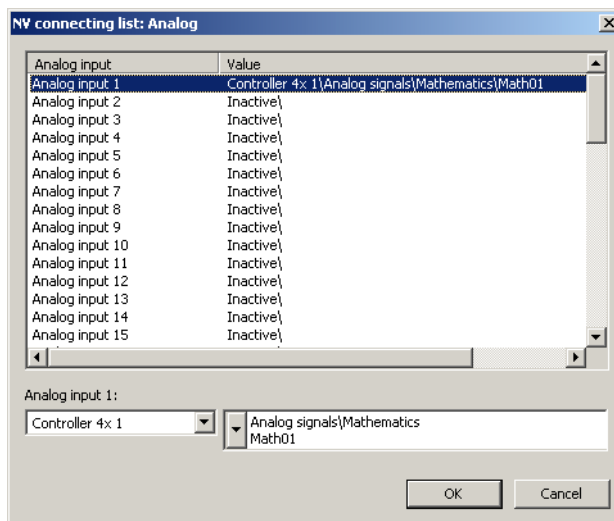 NV connecting list: Analog
Analog input Value
Analog input 1 Controller 4x 1\Analog signals\Mathematics\Math01
Analog input 2 Inactive\
Analog input 3 Inactive\
Analog input 4 Inactive\
Analog input 5 Inactive\
Analog input 6 Inactive\
Analog input 7 Inactive\
Analog input 8 Inactive\
Analog input 9 Inactive\
Analog input 10 Inactive\
Analog input 11 Inactive\
Analog input 12 Inactive\
Analog input 13 Inactive\
Analog input 14 Inactive\
Analog input 15 Inactive\
Analog input 1:
Controller 4x 1 Analog signals\Mathematics
Math01
OK Cancel